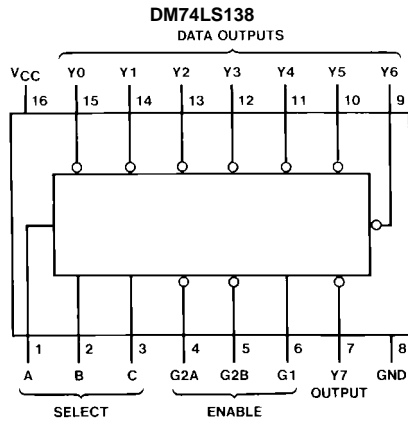 DM74LS138
DATA OUTPUTS
VCC Y0 Y1 Y2 Y3 Y4 Y5 Y6
16 15 14 13 12 11 10 9
1 2 3 4 5 6 7 8
A B C G2A G2B G1 Y7 GND
OUTPUT
SELECT ENABLE